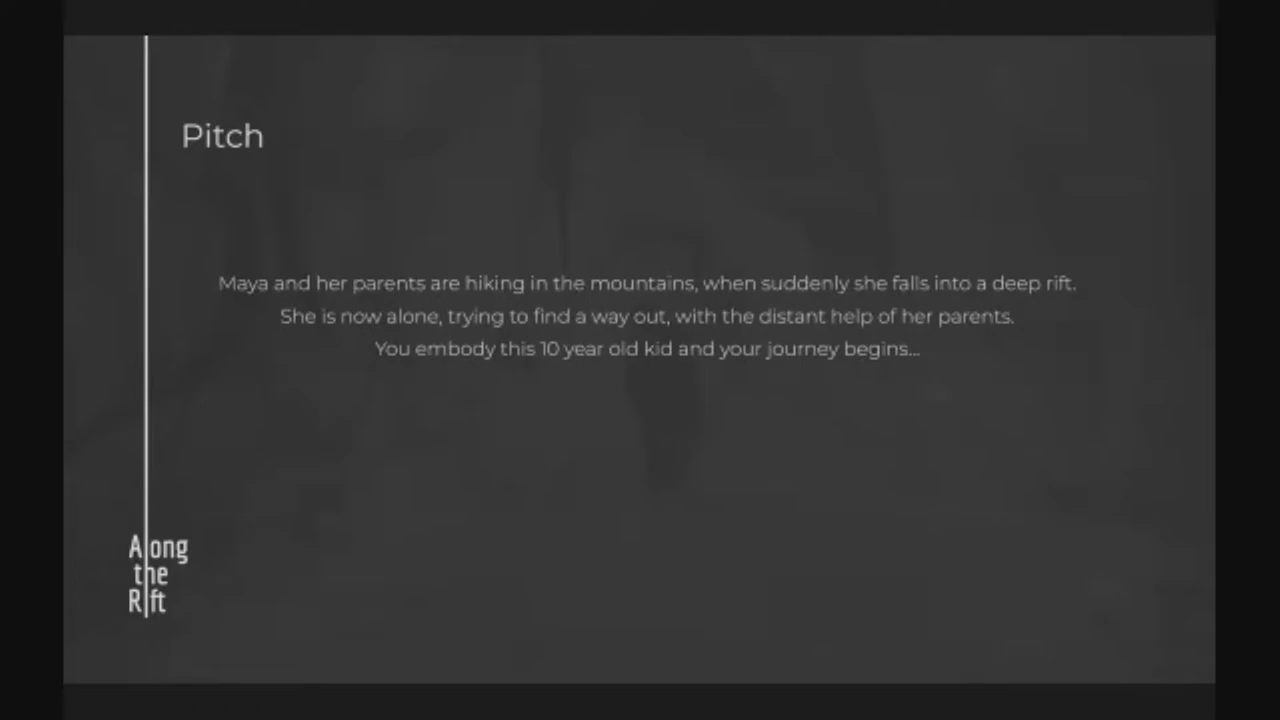 Pitch
Maya and her parents are hiking in the mountains, when suddenly she falls into a deep rift.
She is now alone, trying to find a way out, with the distant help of her parents.
You embody this 10 year old kid and your journey begins...
Along
the
Rift